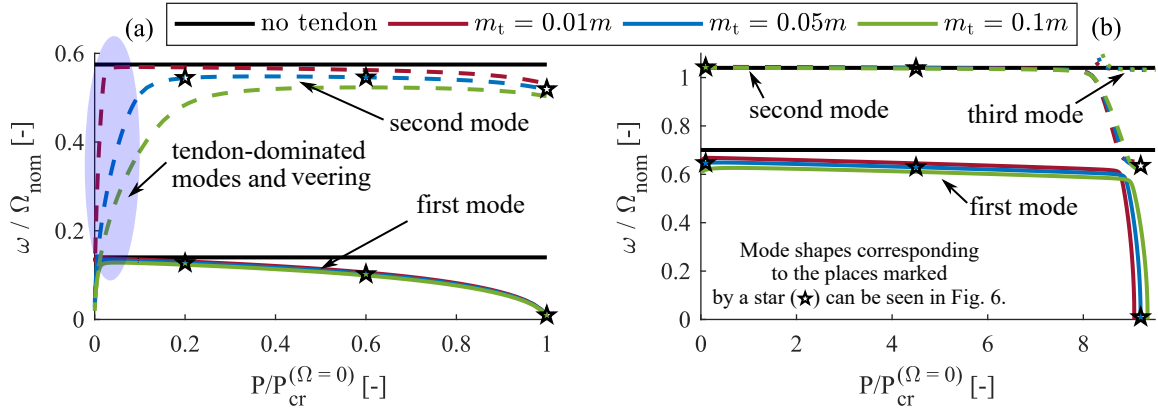 no tendon
m_t = 0.01m
m_t = 0.05m
m_t = 0.1m
(a)
0.6
0.4
0.2
0
ω / Ω_nom [-]
second mode
tendon-dominated
modes and veering
first mode
0
0.2
0.4
0.6
0.8
1
P/P_cr^(Ω = 0) [-]
(b)
1
0.8
0.6
0.4
0.2
0
ω / Ω_nom [-]
second mode
third mode
first mode
Mode shapes corresponding
to the places marked
by a star (☆) can be seen in Fig. 6.
0
2
4
6
8
P/P_cr^(Ω = 0) [-]